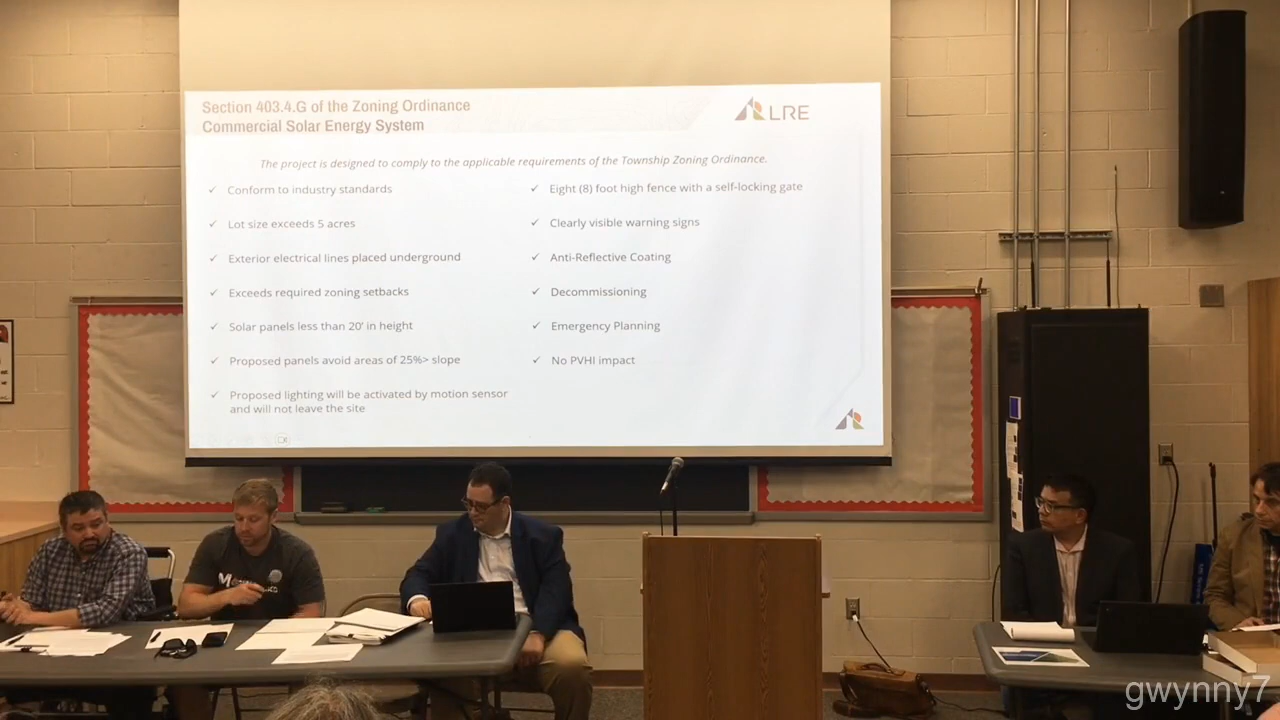 Section 403.4.G of the Zoning Ordinance
Commercial Solar Energy System
LRE
The project is designed to comply to the applicable requirements of the Township Zoning Ordinance.
✓ Conform to industry standards
✓ Lot size exceeds 5 acres
✓ Exterior electrical lines placed underground
✓ Exceeds required zoning setbacks
✓ Solar panels less than 20' in height
✓ Proposed panels avoid areas of 25%> slope
✓ Proposed lighting will be activated by motion sensor
and will not leave the site
✓ Eight (8) foot high fence with a self-locking gate
✓ Clearly visible warning signs
✓ Anti-Reflective Coating
✓ Decommissioning
✓ Emergency Planning
✓ No PVHI impact
gwynny7